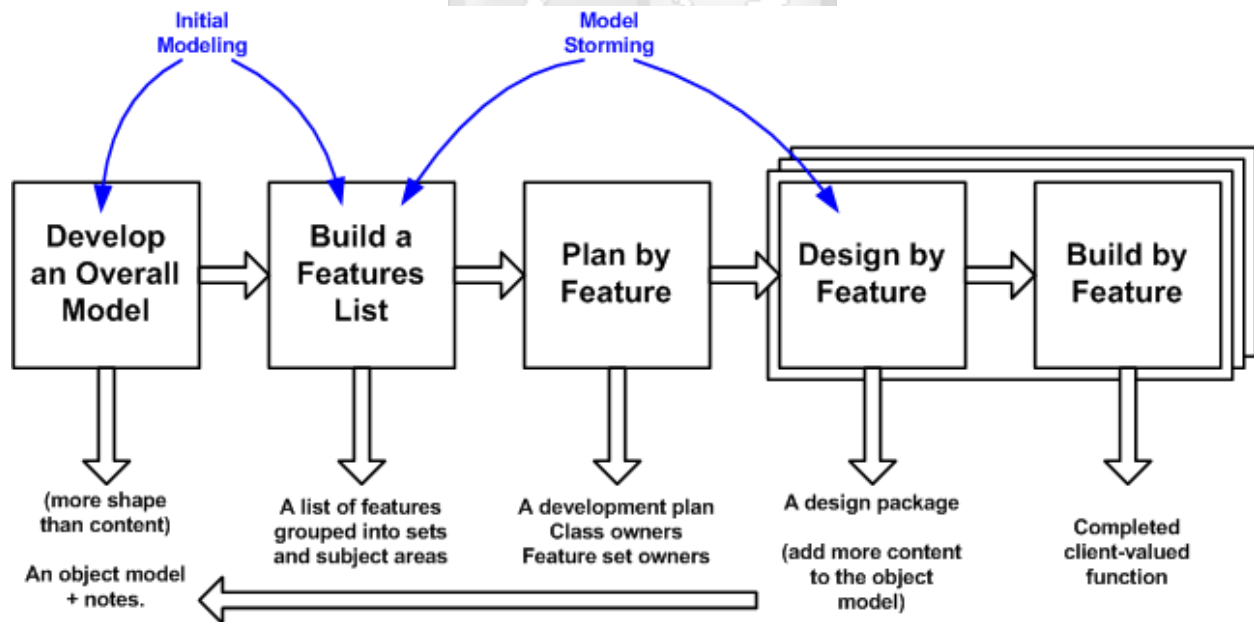 Initial
Modeling
Model
Storming
Develop
an Overall
Model
Build a
Features
List
Plan by
Feature
Design by
Feature
Build by
Feature
(more shape
than content)
An object model
+ notes.
A list of features
grouped into sets
and subject areas
A development plan
Class owners
Feature set owners
A design package
(add more content
to the object
model)
Completed
client-valued
function